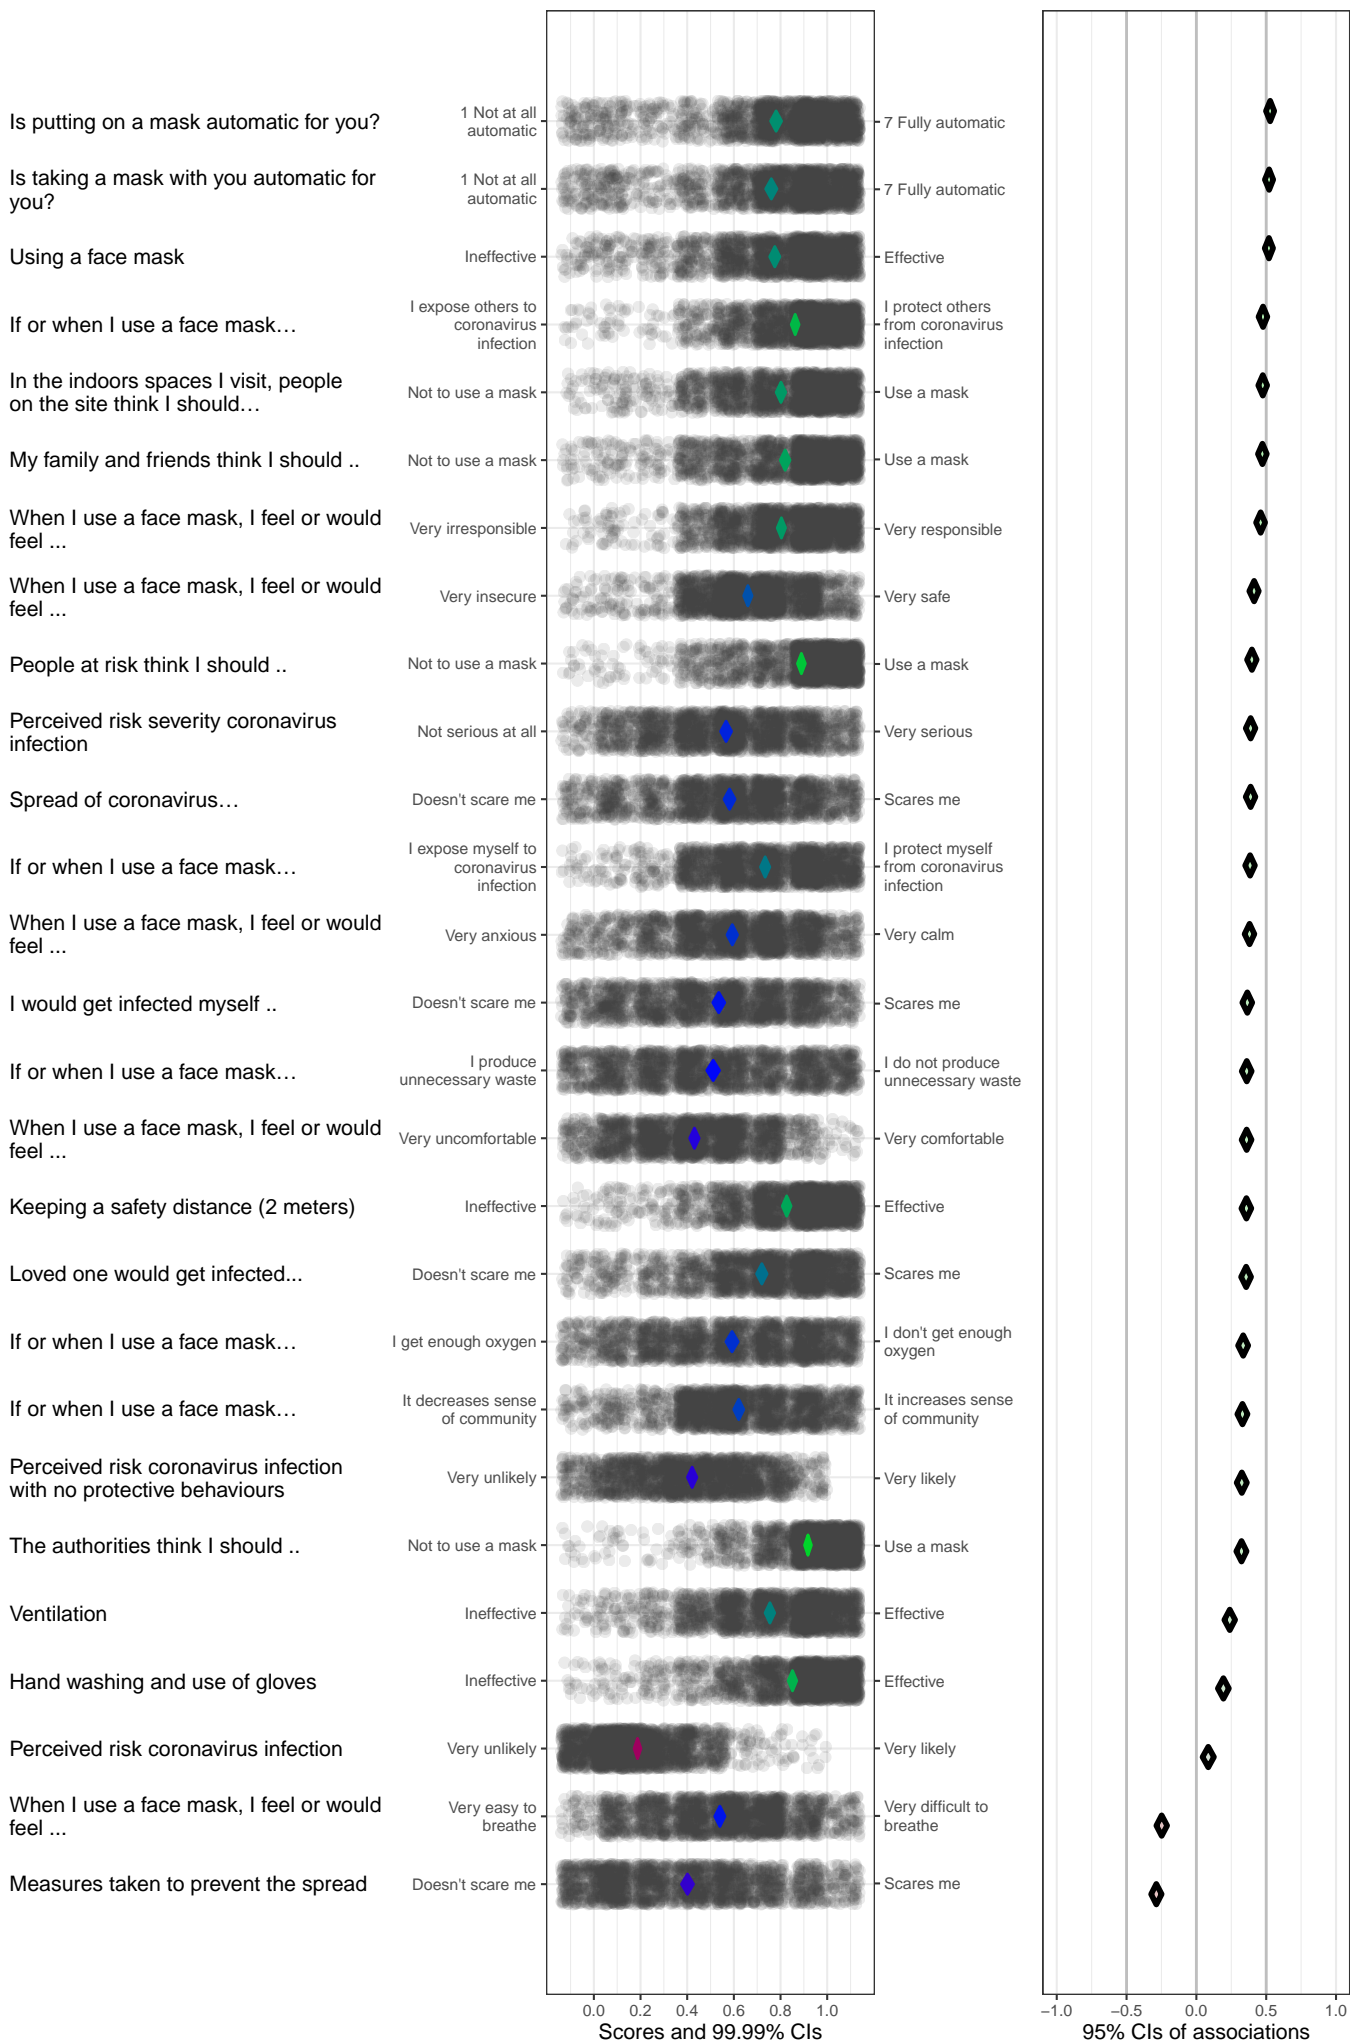 Is putting on a mask automatic for you?
1 Not at all
automatic
7 Fully automatic
Is taking a mask with you automatic for
you?
1 Not at all
automatic
7 Fully automatic
Using a face mask
Ineffective
Effective
If or when I use a face mask…
I expose others to
coronavirus
infection
I protect others
from coronavirus
infection
In the indoors spaces I visit, people
on the site think I should…
Not to use a mask
Use a mask
My family and friends think I should ..
Not to use a mask
Use a mask
When I use a face mask, I feel or would
feel ...
Very irresponsible
Very responsible
When I use a face mask, I feel or would
feel ...
Very insecure
Very safe
People at risk think I should ..
Not to use a mask
Use a mask
Perceived risk severity coronavirus
infection
Not serious at all
Very serious
Spread of coronavirus…
Doesn't scare me
Scares me
If or when I use a face mask…
I expose myself to
coronavirus
infection
I protect myself
from coronavirus
infection
When I use a face mask, I feel or would
feel ...
Very anxious
Very calm
I would get infected myself ..
Doesn't scare me
Scares me
If or when I use a face mask…
I produce
unnecessary waste
I do not produce
unnecessary waste
When I use a face mask, I feel or would
feel ...
Very uncomfortable
Very comfortable
Keeping a safety distance (2 meters)
Ineffective
Effective
Loved one would get infected...
Doesn't scare me
Scares me
If or when I use a face mask…
I get enough oxygen
I don't get enough
oxygen
If or when I use a face mask…
It decreases sense
of community
It increases sense
of community
Perceived risk coronavirus infection
with no protective behaviours
Very unlikely
Very likely
The authorities think I should ..
Not to use a mask
Use a mask
Ventilation
Ineffective
Effective
Hand washing and use of gloves
Ineffective
Effective
Perceived risk coronavirus infection
Very unlikely
Very likely
When I use a face mask, I feel or would
feel ...
Very easy to
breathe
Very difficult to
breathe
Measures taken to prevent the spread
Doesn't scare me
Scares me
0.0 0.2 0.4 0.6 0.8 1.0
Scores and 99.99% CIs
−1.0 −0.5 0.0 0.5 1.0
95% CIs of associations